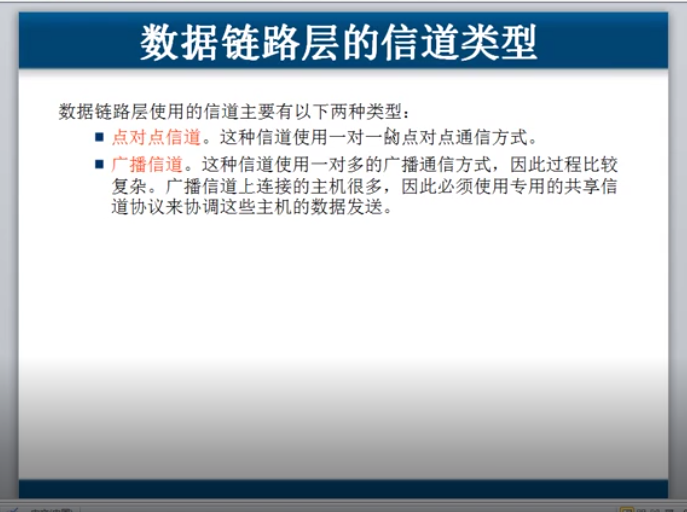 数据链路层的信道类型
数据链路层使用的信道主要有以下两种类型：
点对点信道。这种信道使用一对一的点对点通信方式。
广播信道。这种信道使用一对多的广播通信方式，因此过程比较
复杂。广播信道上连接的主机很多，因此必须使用专用的共享信
道协议来协调这些主机的数据发送。